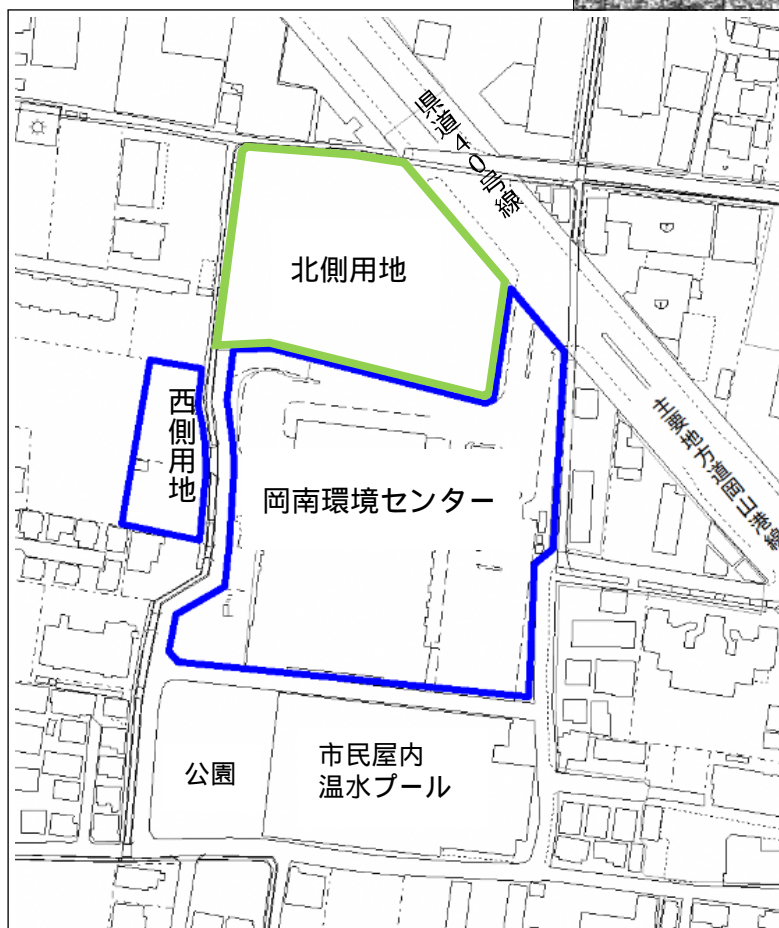 県道40号線
北側用地
西側用地
主要地方道岡山港線
岡南環境センター
公園
市民屋内
温水プール